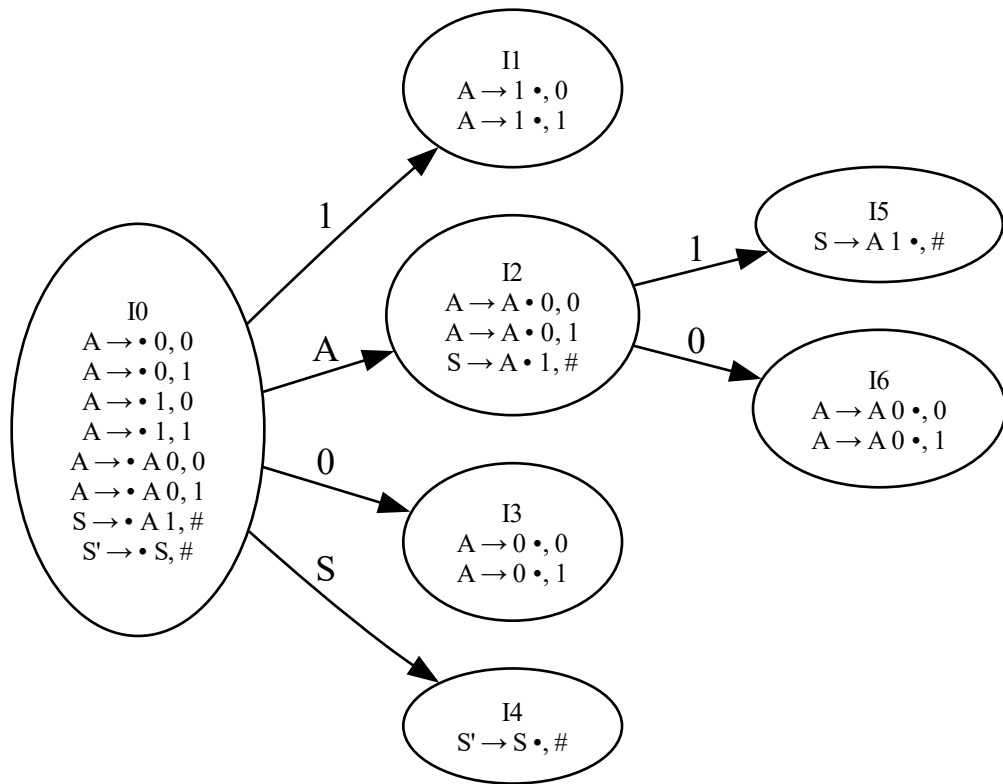 I0
A → • 0, 0
A → • 0, 1
A → • 1, 0
A → • 1, 1
A → • A 0, 0
A → • A 0, 1
S → • A 1, #
S' → • S, #
1
A
0
S
I1
A → 1 •, 0
A → 1 •, 1
I2
A → A • 0, 0
A → A • 0, 1
S → A • 1, #
I3
A → 0 •, 0
A → 0 •, 1
I4
S' → S •, #
1
0
I5
S → A 1 •, #
I6
A → A 0 •, 0
A → A 0 •, 1